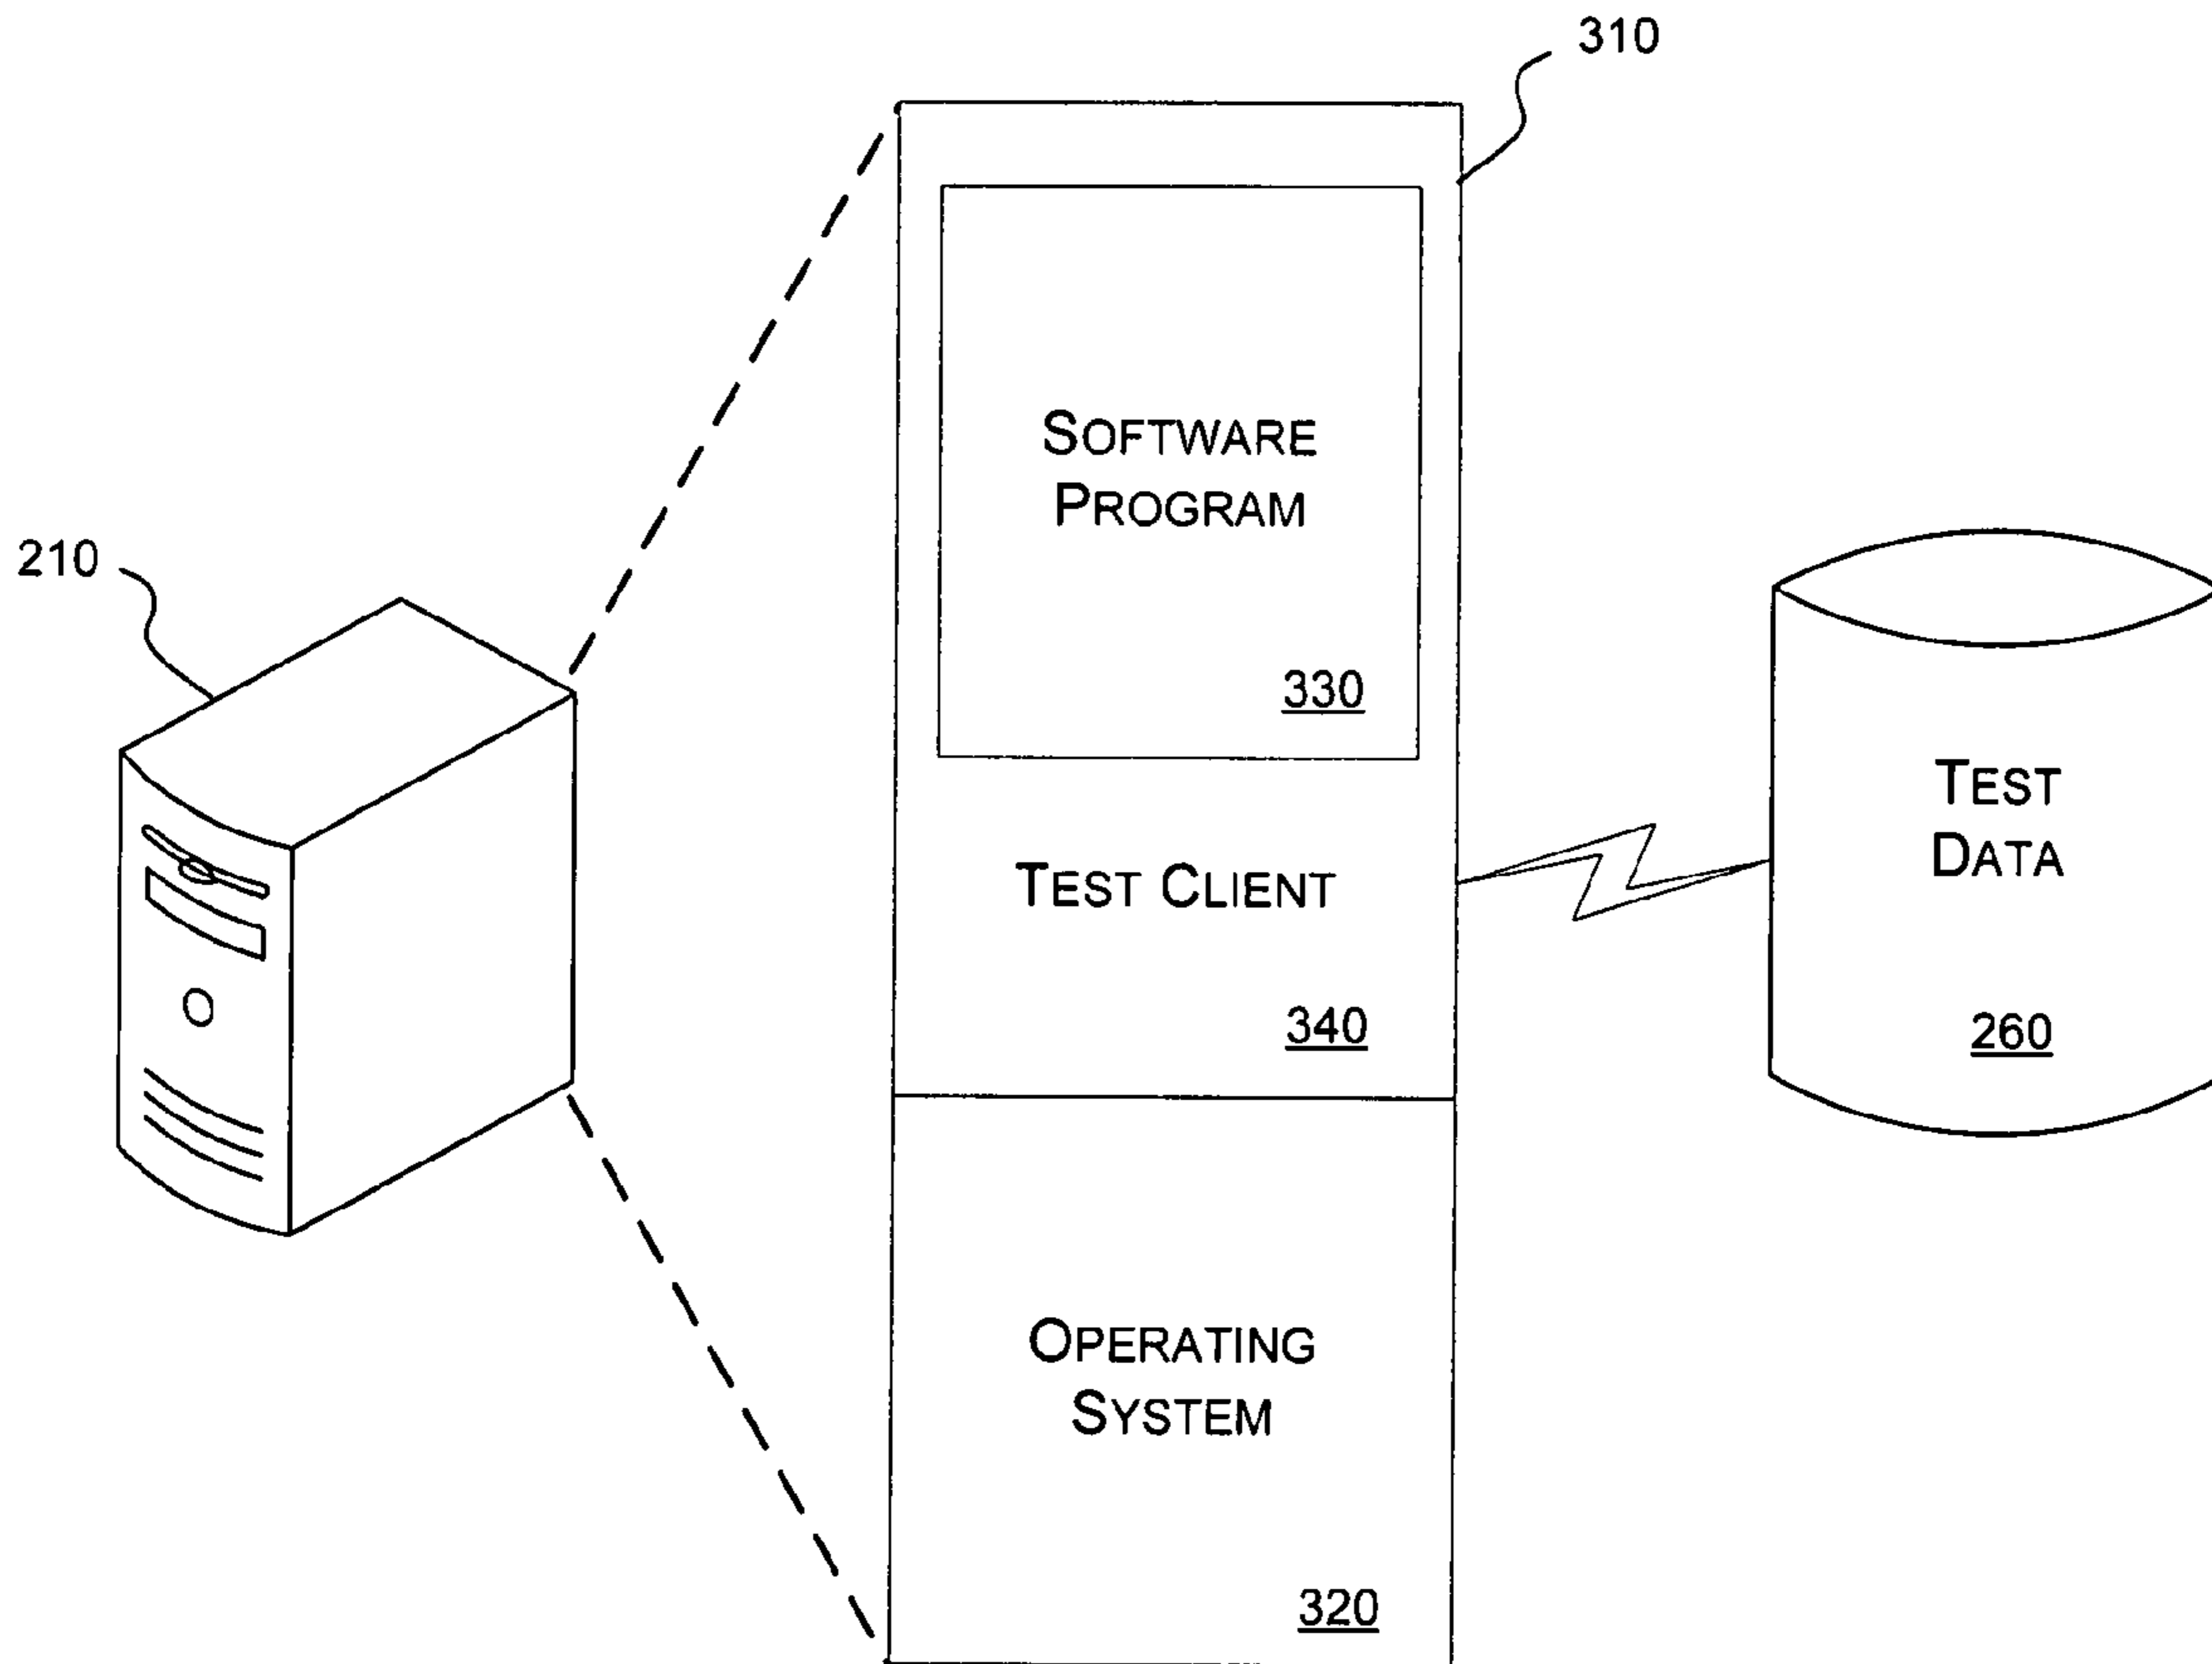 310
SOFTWARE
PROGRAM
210
330
TEST
DATA
TEST CLIENT
340
260
OPERATING
SYSTEM
320